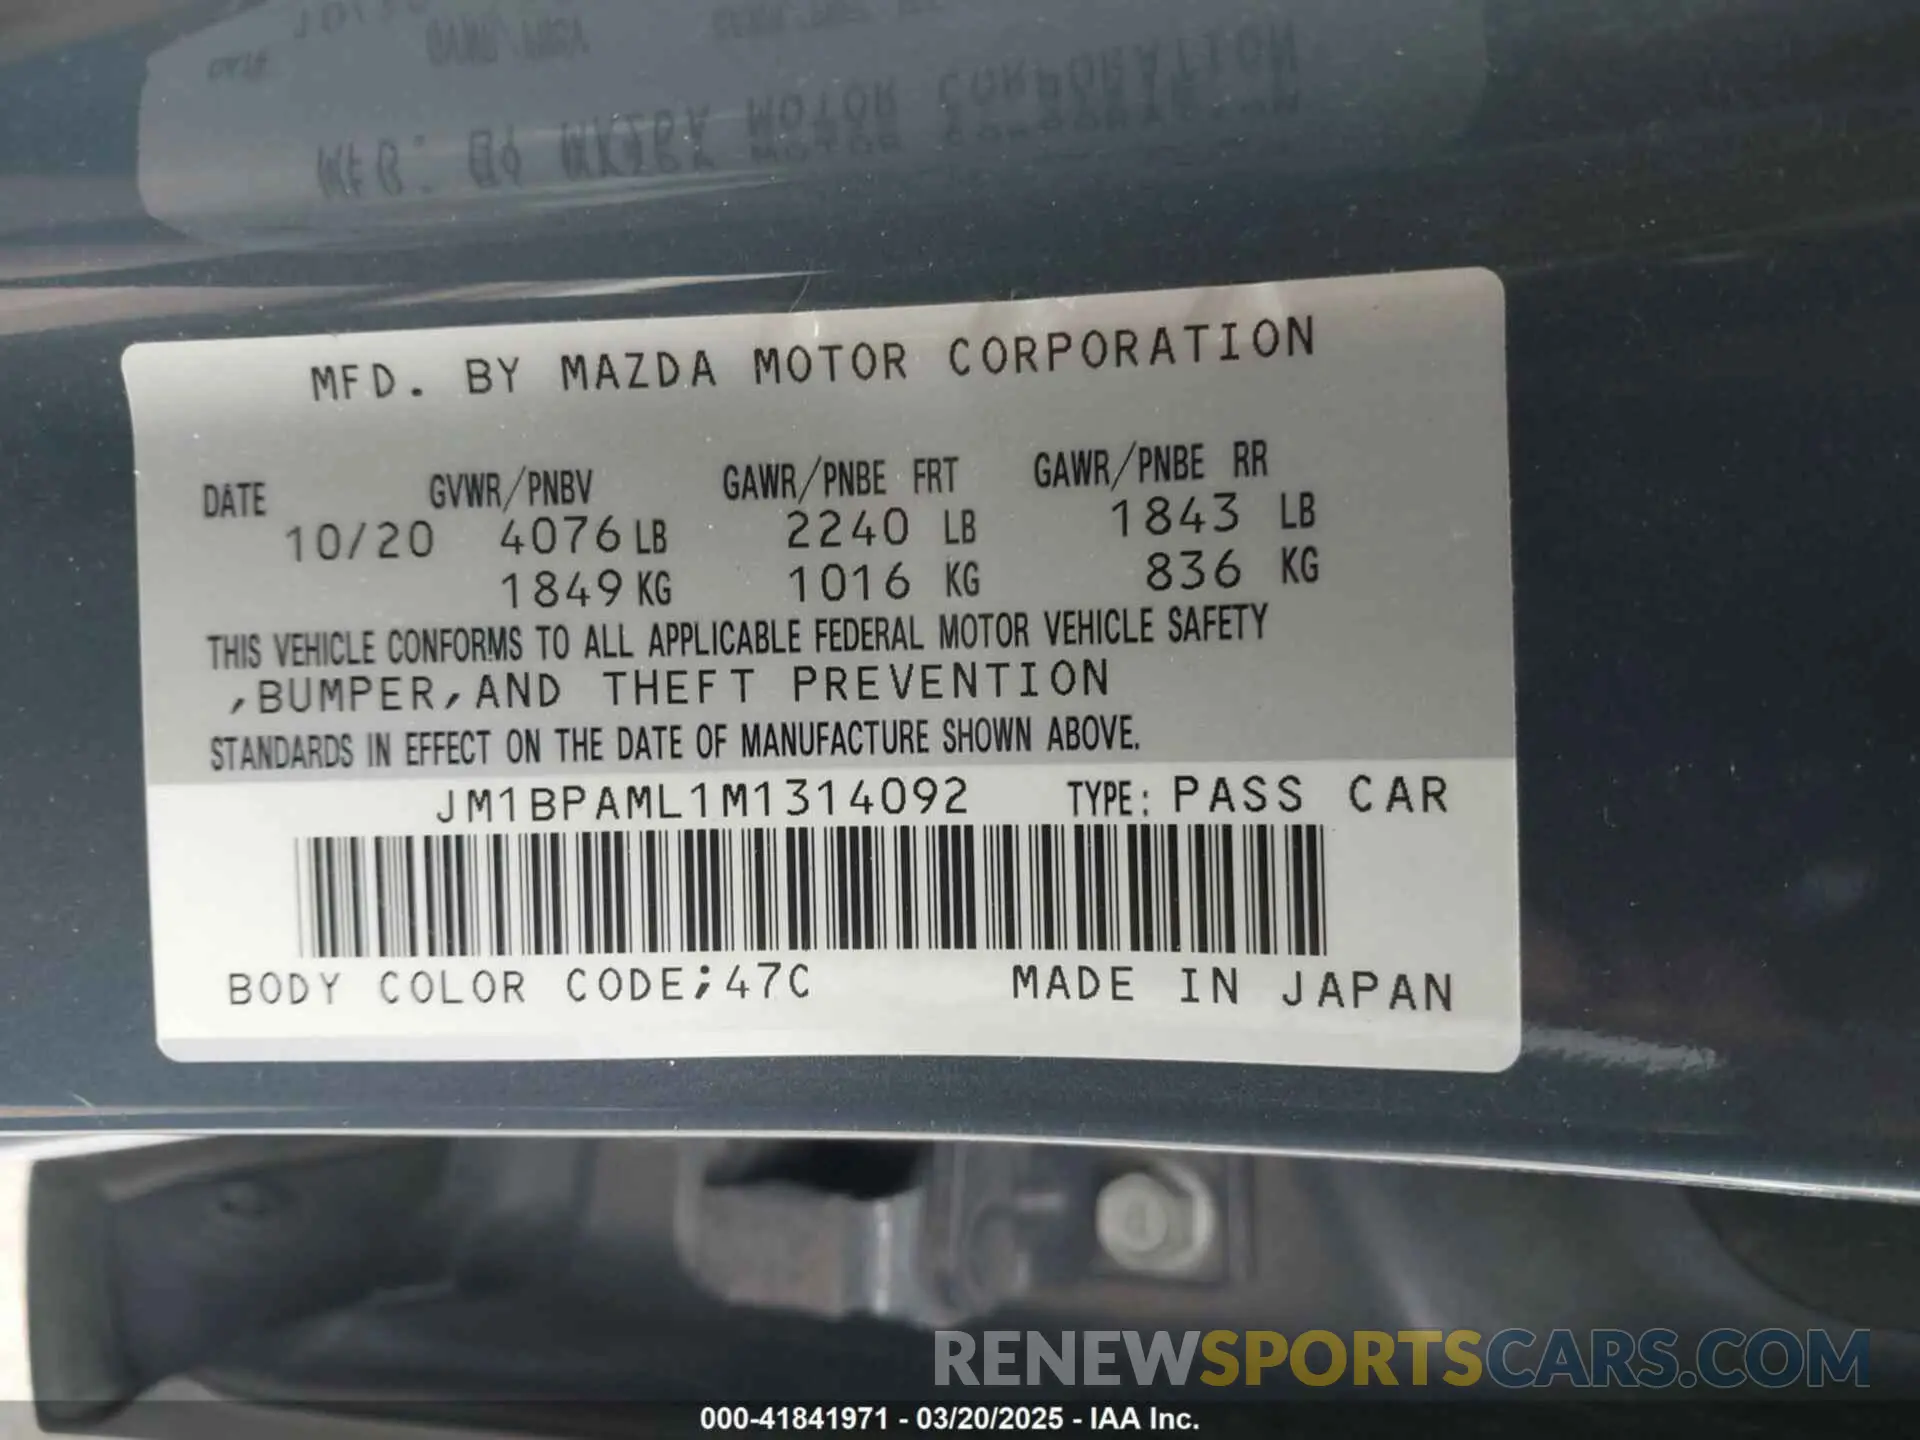 MFD. BY MAZDA MOTOR CORPORATION
DATE GVWR/PNBV GAWR/PNBE FRT GAWR/PNBE RR
10/20 4076 LB 2240 LB 1843 LB
1849 KG 1016 KG 836 KG
THIS VEHICLE CONFORMS TO ALL APPLICABLE FEDERAL MOTOR VEHICLE SAFETY
,BUMPER,AND THEFT PREVENTION
STANDARDS IN EFFECT ON THE DATE OF MANUFACTURE SHOWN ABOVE.
JM1BPAML1M1314092 TYPE: PASS CAR
BODY COLOR CODE;47C MADE IN JAPAN
RENEWSPORTSCARS.COM
000-41841971 - 03/20/2025 - IAA Inc.